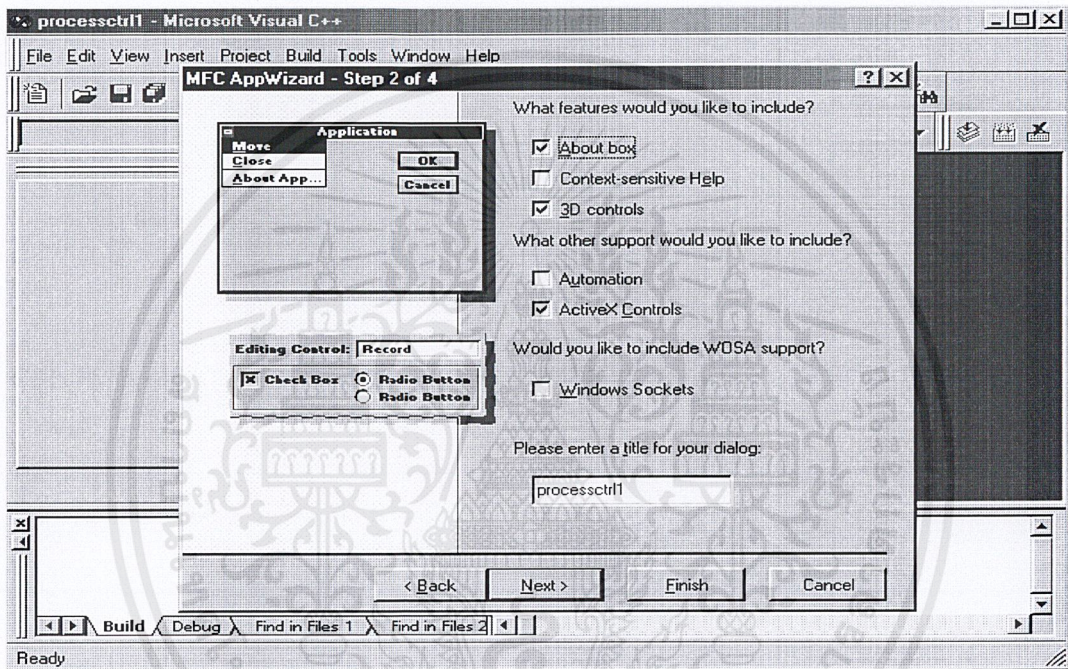 processctrl1 - Microsoft Visual C++
File Edit View Insert Project Build Tools Window Help
MFC AppWizard - Step 2 of 4
Application
Move
Close
About App...
OK
Cancel
Editing Control: Record
Check Box
Radio Button
Radio Button
What features would you like to include?
About box
Context-sensitive Help
3D controls
What other support would you like to include?
Automation
ActiveX Controls
Would you like to include WOSA support?
Windows Sockets
Please enter a title for your dialog:
processctrl1
< Back Next > Finish Cancel
Build Debug Find in Files 1 Find in Files 2
Ready